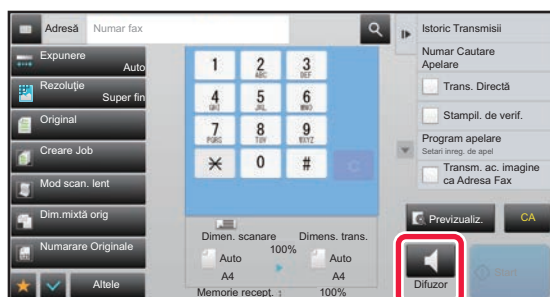 Adresă
Numar fax
Istoric Transmisii
Expunere
Auto
Rezoluţie
Super fin
Original
Creare Job
Mod scan. lent
Dim.mixtă orig
Numarare Originale
Altele
1
2
ABC
3
DEF
4
GHI
5
JKL
6
MNO
7
PQRS
8
TUV
9
WXYZ
0
#
C
Dimen. scanare
Dimens. trans.
100%
Auto
Auto
A4
A4
Memorie recept. :
100%
Numar Cautare
Apelare
Trans. Directă
Stampil. de verif.
Program apelare
Setari inreg. de apel
Transm. ac. imagine
ca Adresa Fax
Previzualiz.
CA
Difuzor
Start